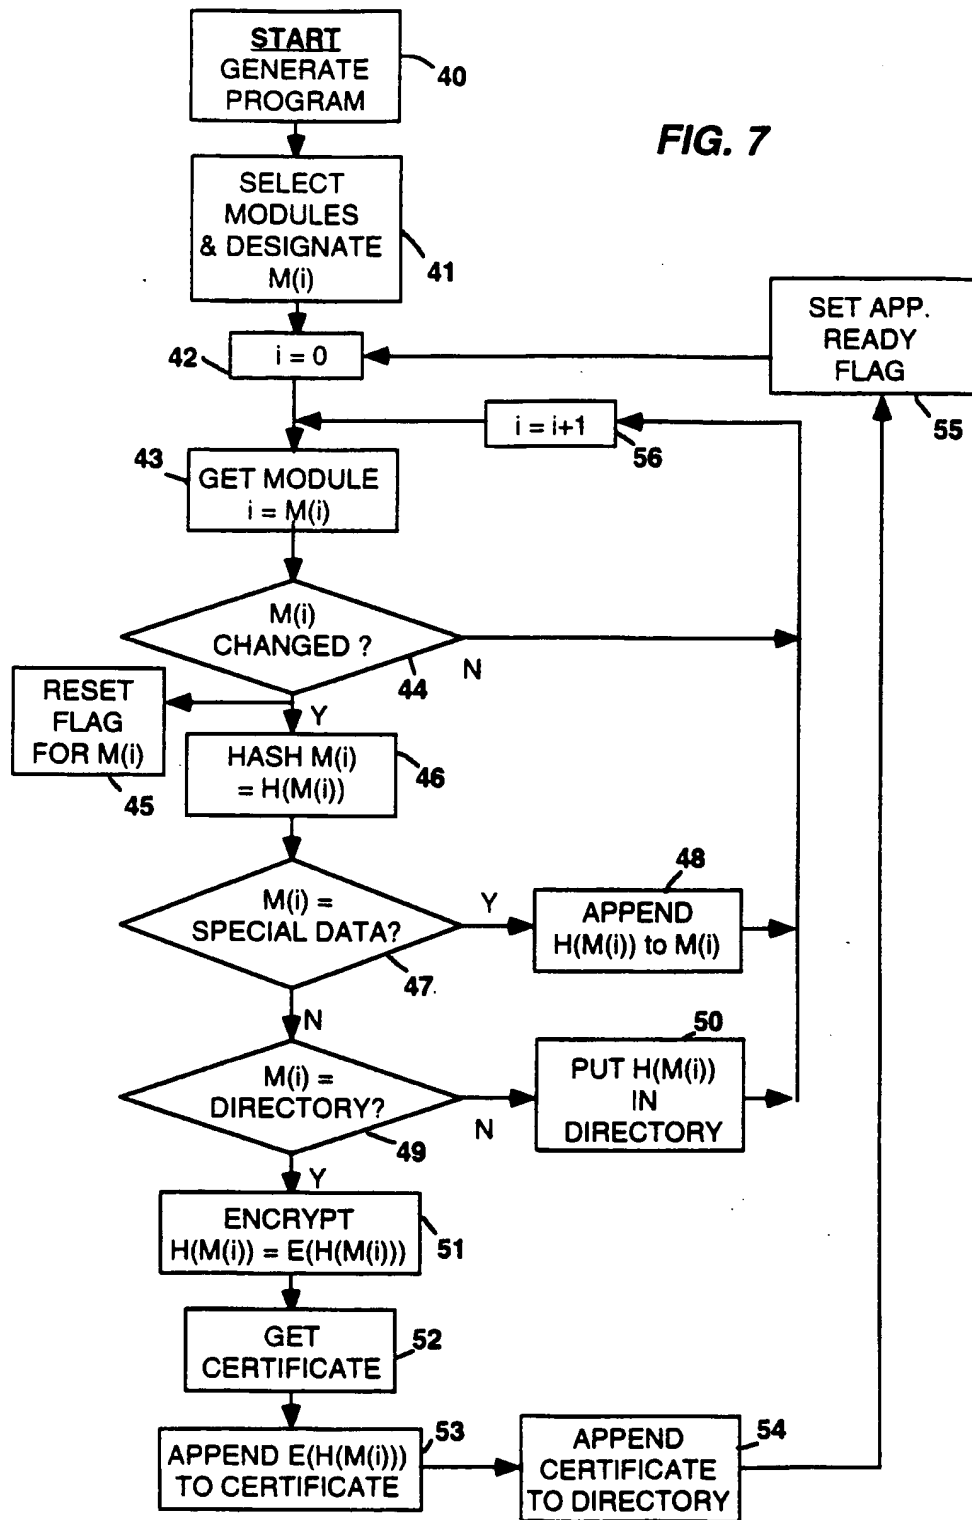 START
GENERATE
PROGRAM
40
FIG. 7
SELECT
MODULES
& DESIGNATE
M(i)
41
SET APP.
READY
FLAG
55
i = 0
42
i = i+1
56
43
GET MODULE
i = M(i)
M(i)
CHANGED ?
44
N
Y
RESET
FLAG
FOR M(i)
45
HASH M(i)
= H(M(i))
46
M(i) =
SPECIAL DATA?
47
Y
N
48
APPEND
H(M(i)) to M(i)
M(i) =
DIRECTORY?
49
N
Y
50
PUT H(M(i))
IN
DIRECTORY
ENCRYPT
H(M(i)) = E(H(M(i)))
51
GET
CERTIFICATE
52
APPEND E(H(M(i)))
TO CERTIFICATE
53
APPEND
CERTIFICATE
TO DIRECTORY
54